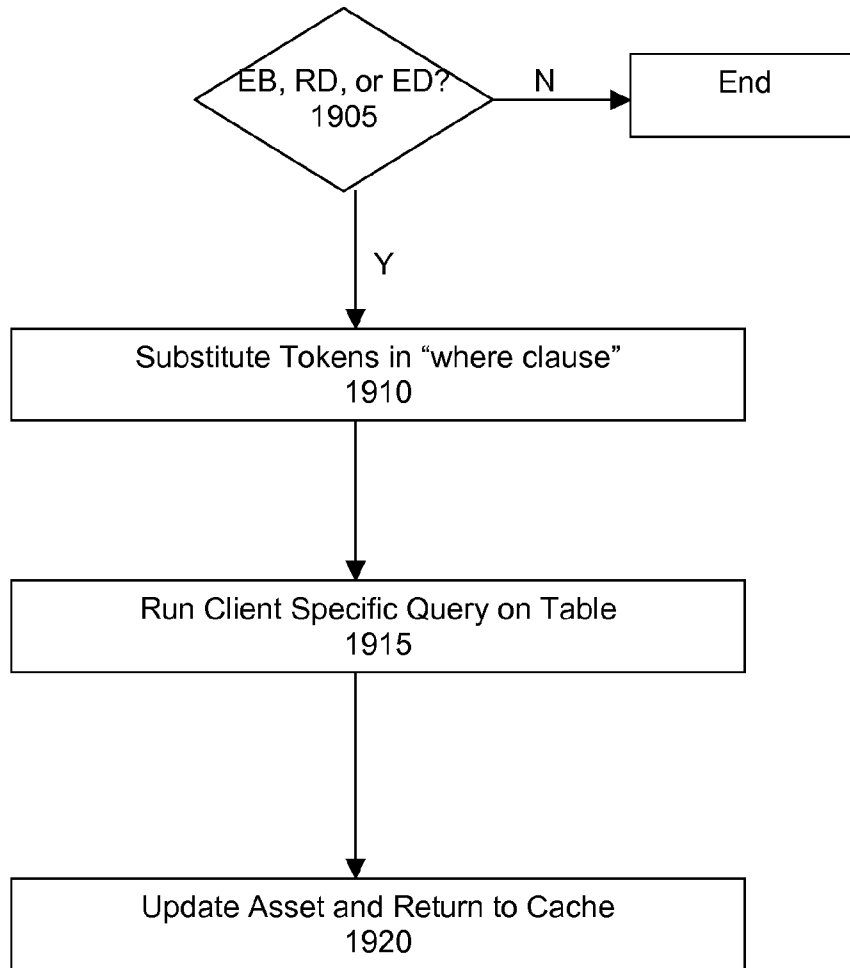 EB, RD, or ED?
1905
N
End
Y
Substitute Tokens in “where clause”
1910
Run Client Specific Query on Table
1915
Update Asset and Return to Cache
1920